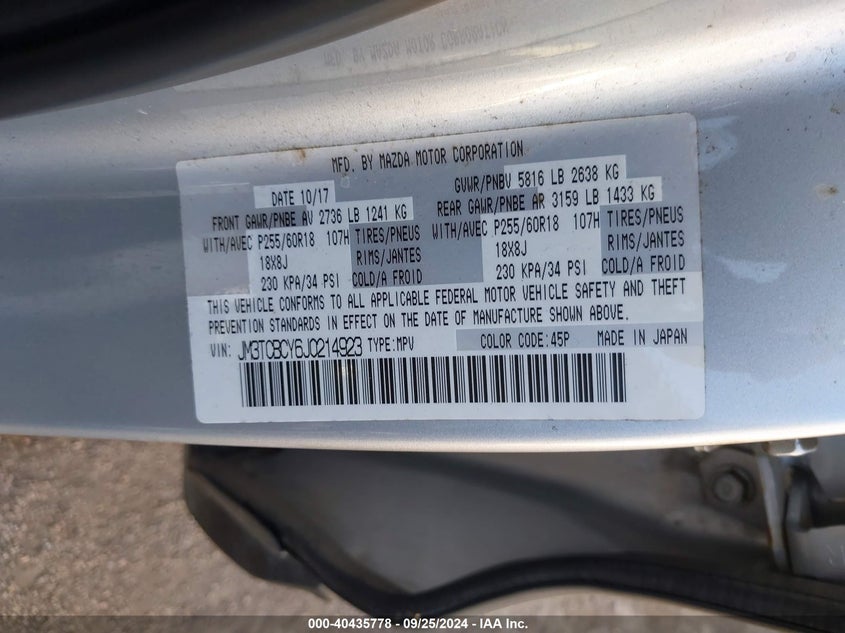 MFD. BY MAZDA MOTOR CORPORATION
MFD. BY MAZDA MOTOR CORPORATION
DATE 10/17 GVWR/PNBV 5816 LB 2638 KG
FRONT GAWR/PNBE AV 2736 LB 1241 KG REAR GAWR/PNBE AR 3159 LB 1433 KG
WITH/AVEC P255/60R18 107H TIRES/PNEUS WITH/AVEC P255/60R18 107H TIRES/PNEUS
18X8J RIMS/JANTES 18X8J RIMS/JANTES
230 KPA/34 PSI COLD/A FROID 230 KPA/34 PSI COLD/A FROID
THIS VEHICLE CONFORMS TO ALL APPLICABLE FEDERAL MOTOR VEHICLE SAFETY AND THEFT
PREVENTION STANDARDS IN EFFECT ON THE DATE OF MANUFACTURE SHOWN ABOVE.
VIN: JM3TCBCY6J0214923 TYPE:MPV COLOR CODE:45P MADE IN JAPAN
000-40435778 - 09/25/2024 - IAA Inc.